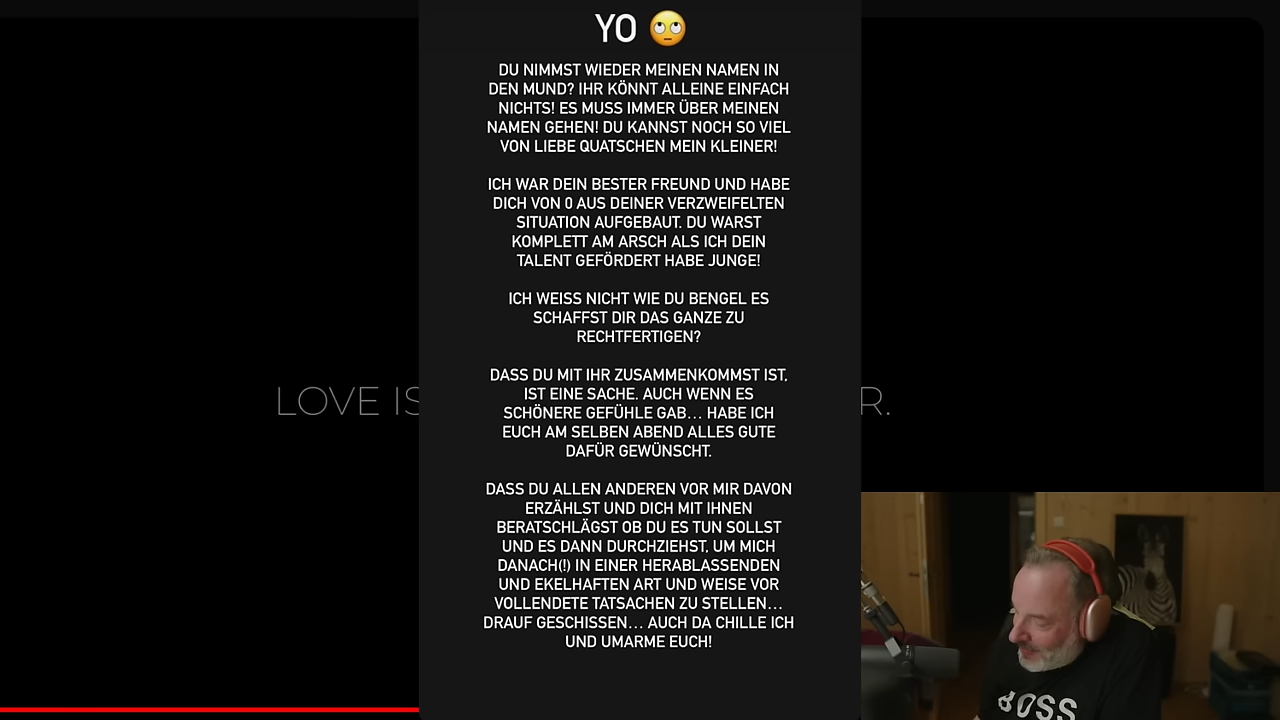 YO 🙄
DU NIMMST WIEDER MEINEN NAMEN IN
DEN MUND? IHR KÖNNT ALLEINE EINFACH
NICHTS! ES MUSS IMMER ÜBER MEINEN
NAMEN GEHEN! DU KANNST NOCH SO VIEL
VON LIEBE QUATSCHEN MEIN KLEINER!
ICH WAR DEIN BESTER FREUND UND HABE
DICH VON 0 AUS DEINER VERZWEIFELTEN
SITUATION AUFGEBAUT. DU WARST
KOMPLETT AM ARSCH ALS ICH DEIN
TALENT GEFÖRDERT HABE JUNGE!
ICH WEISS NICHT WIE DU BENGEL ES
SCHAFFST DIR DAS GANZE ZU
RECHTFERTIGEN?
DASS DU MIT IHR ZUSAMMENKOMMST IST,
IST EINE SACHE. AUCH WENN ES
SCHÖNERE GEFÜHLE GAB... HABE ICH
EUCH AM SELBEN ABEND ALLES GUTE
DAFÜR GEWÜNSCHT.
DASS DU ALLEN ANDEREN VOR MIR DAVON
ERZÄHLST UND DICH MIT IHNEN
BERATSCHLÄGST OB DU ES TUN SOLLST
UND ES DANN DURCHZIEHST, UM MICH
DANACH(!) IN EINER HERABLASSENDEN
UND EKELHAFTEN ART UND WEISE VOR
VOLLENDETE TATSACHEN ZU STELLEN...
DRAUF GESCHISSEN... AUCH DA CHILLE ICH
UND UMARME EUCH!
LOVE IS
R.
BOSS